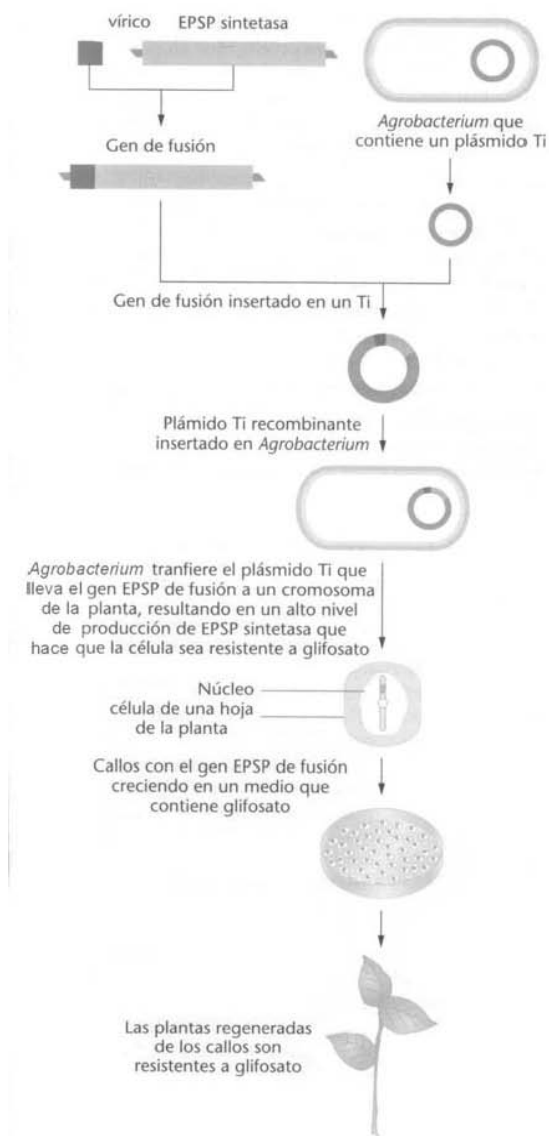 vírico EPSP sintetasa
Agrobacterium que
contiene un plásmido Ti
Gen de fusión
Gen de fusión insertado en un Ti
Plámido Ti recombinante
insertado en Agrobacterium
Agrobacterium tranfiere el plásmido Ti que
lleva el gen EPSP de fusión a un cromosoma
de la planta, resultando en un alto nivel
de producción de EPSP sintetasa que
hace que la célula sea resistente a glifosato
Núcleo
célula de una hoja
de la planta
Callos con el gen EPSP de fusión
creciendo en un medio que
contiene glifosato
Las plantas regeneradas
de los callos son
resistentes a glifosato